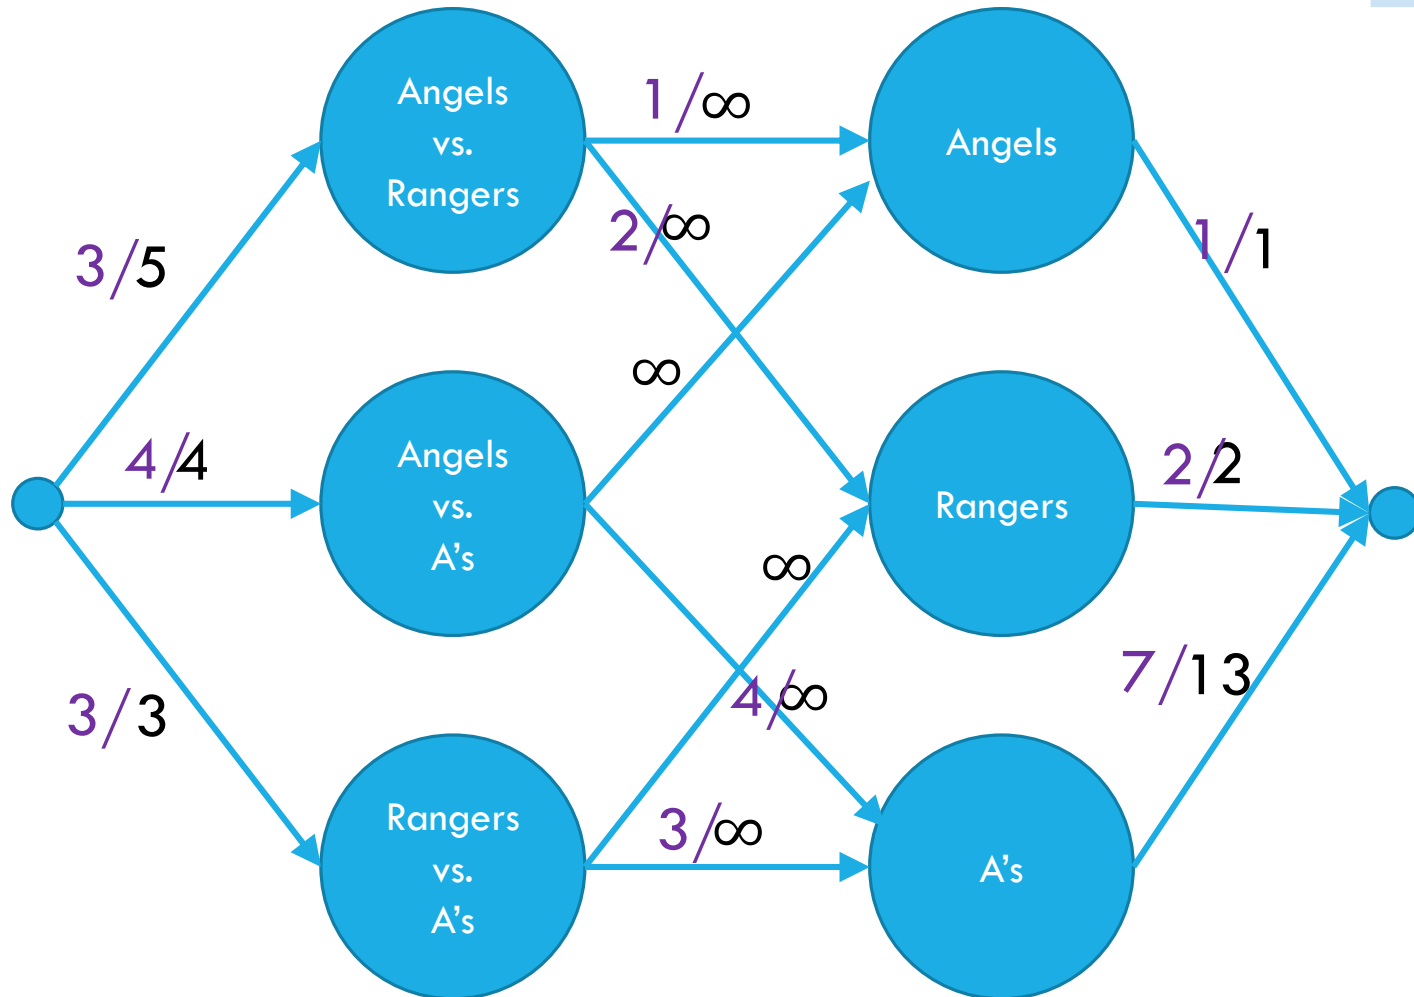 Angels
vs.
Rangers
1/∞
Angels
2/∞
3/5
1/1
∞
4/4
Angels
vs.
A's
Rangers
2/2
∞
3/3
4/∞
7/13
Rangers
vs.
A's
3/∞
A's